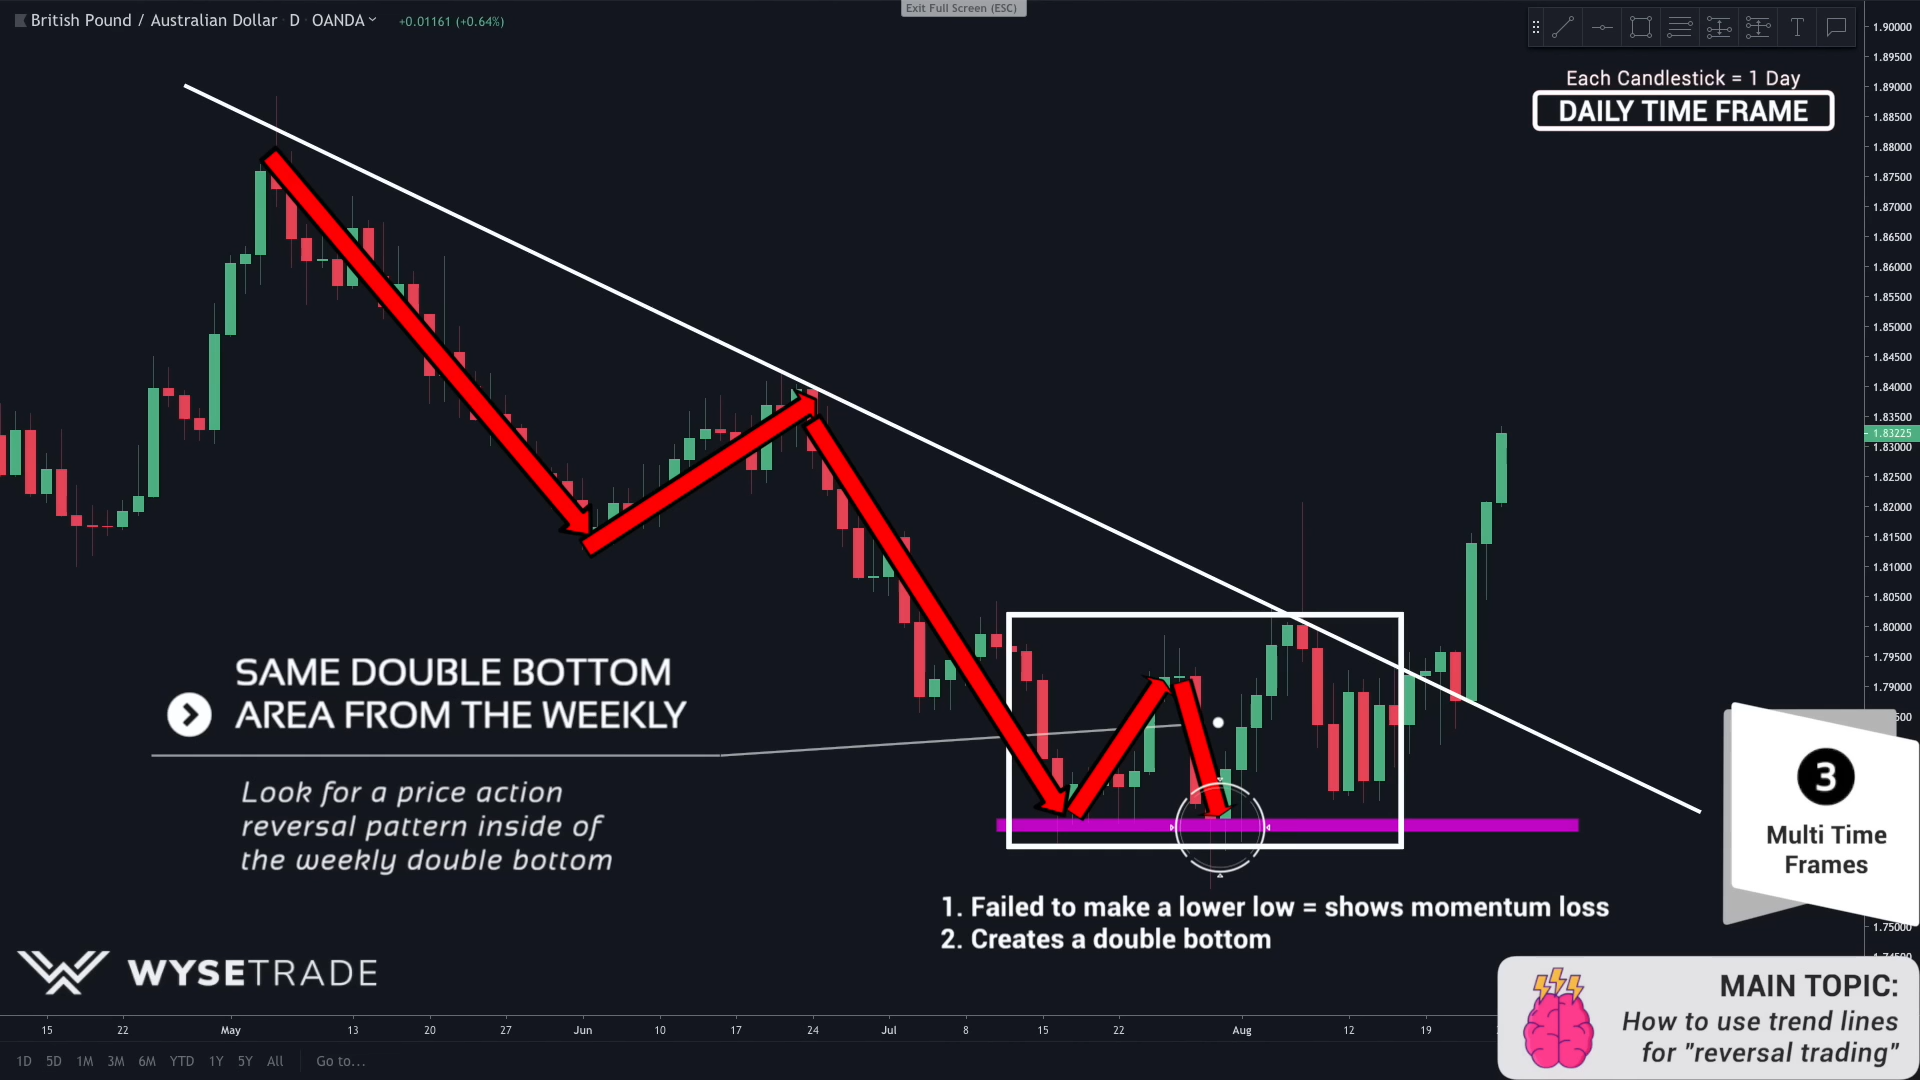 Exit Full Screen (ESC)
British Pound / Australian Dollar · D · OANDA
+0.01161 (+0.64%)
Each Candlestick = 1 Day
DAILY TIME FRAME
1.90000
1.89500
1.89000
1.88500
1.88000
1.87500
1.87000
1.86500
1.86000
1.85500
1.85000
1.84500
1.84000
1.83500
1.83225
1.83000
1.82500
1.82000
1.81500
1.81000
1.80500
1.80000
1.79500
1.79000
1.75000
SAME DOUBLE BOTTOM
AREA FROM THE WEEKLY
Look for a price action
reversal pattern inside of
the weekly double bottom
3
Multi Time
Frames
1. Failed to make a lower low = shows momentum loss
2. Creates a double bottom
WYSETRADE
MAIN TOPIC:
How to use trend lines
for "reversal trading"
15 22 May 13 20 27 Jun 10 17 24 Jul 8 15 22 Aug 12 19
1D 5D 1M 3M 6M YTD 1Y 5Y All Go to...